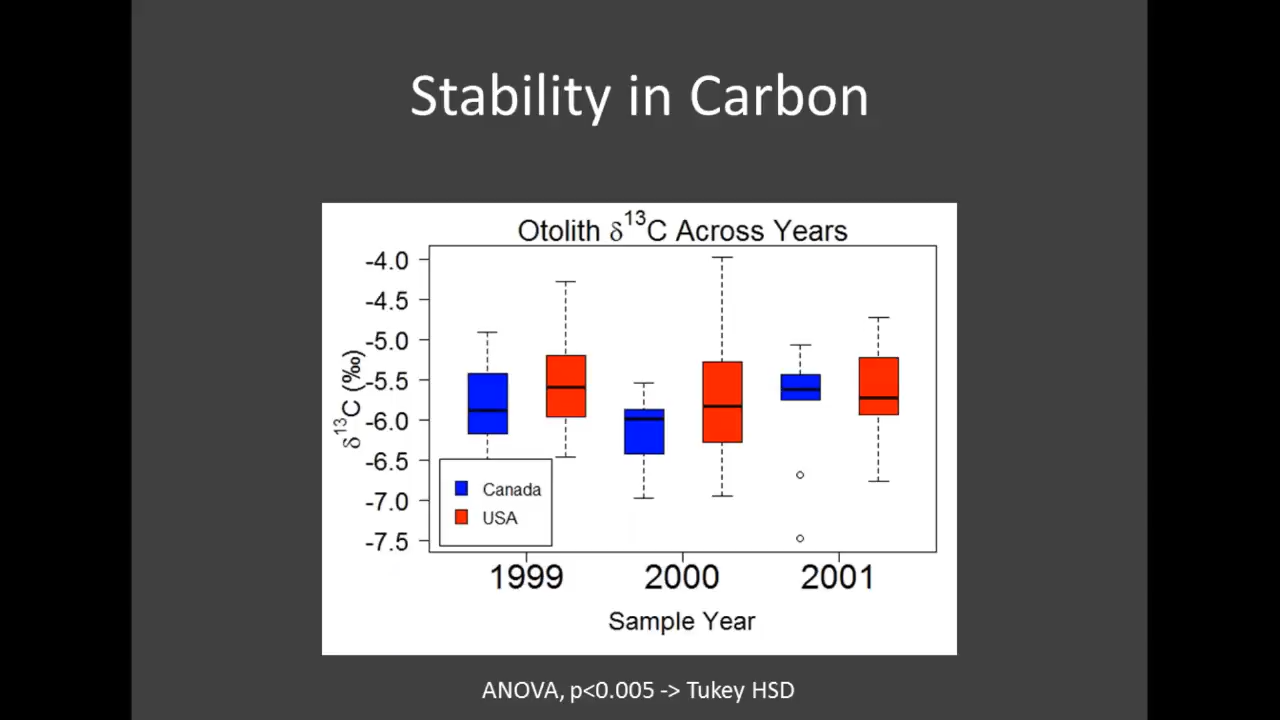 Stability in Carbon
Otolith δ¹³C Across Years
-4.0
-4.5
-5.0
-5.5
-6.0
-6.5
-7.0
-7.5
δ¹³C (‰)
Canada
USA
1999 2000 2001
Sample Year
ANOVA, p<0.005 -> Tukey HSD